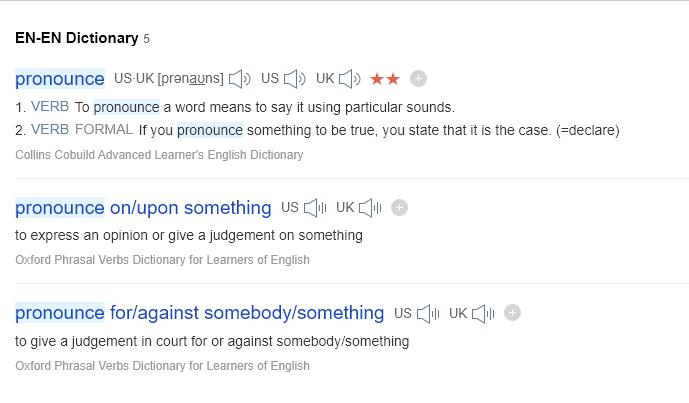 EN-EN Dictionary 5
pronounce US·UK [prənaʊns] US UK ★★ +
1. VERB To pronounce a word means to say it using particular sounds.
2. VERB FORMAL If you pronounce something to be true, you state that it is the case. (=declare)
Collins Cobuild Advanced Learner's English Dictionary
pronounce on/upon something US UK +
to express an opinion or give a judgement on something
Oxford Phrasal Verbs Dictionary for Learners of English
pronounce for/against somebody/something US UK +
to give a judgement in court for or against somebody/something
Oxford Phrasal Verbs Dictionary for Learners of English